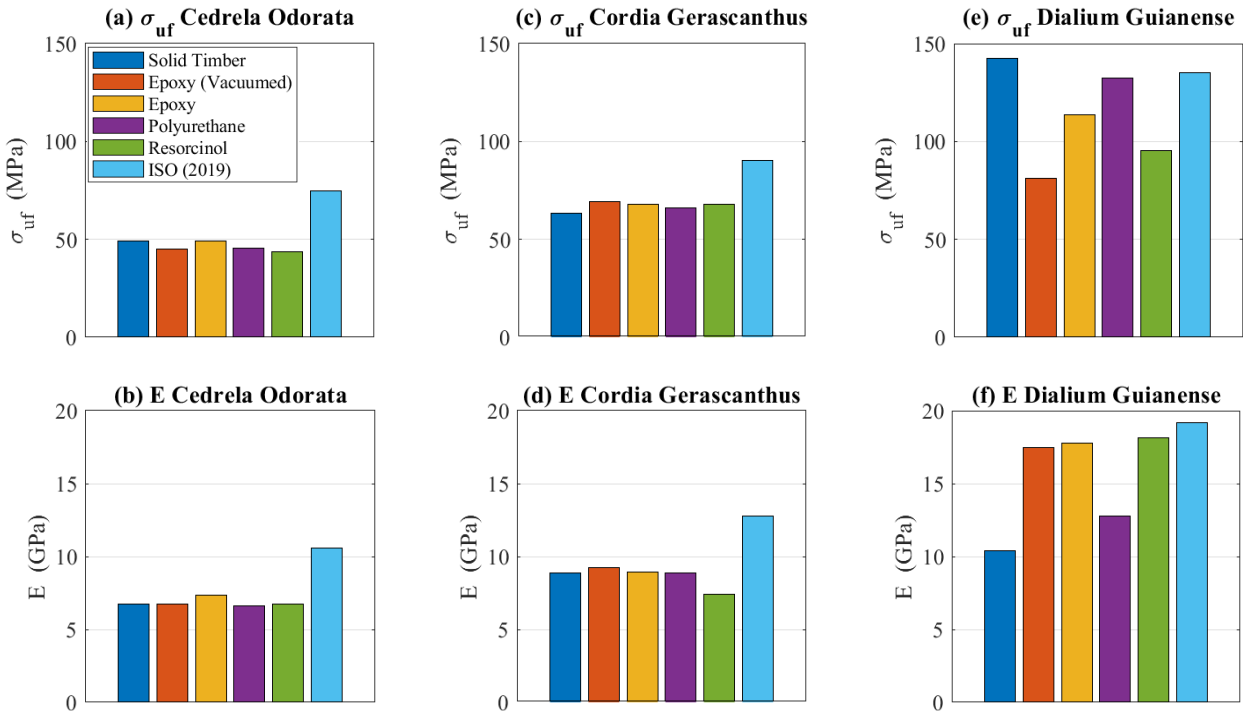 (a) σuf Cedrela Odorata
150
100
50
0
σuf (MPa)
Solid Timber
Epoxy (Vacuumed)
Epoxy
Polyurethane
Resorcinol
ISO (2019)
(c) σuf Cordia Gerascanthus
150
100
50
0
σuf (MPa)
(e) σuf Dialium Guianense
150
100
50
0
σuf (MPa)
(b) E Cedrela Odorata
20
15
10
5
0
E (GPa)
(d) E Cordia Gerascanthus
20
15
10
5
0
E (GPa)
(f) E Dialium Guianense
20
15
10
5
0
E (GPa)